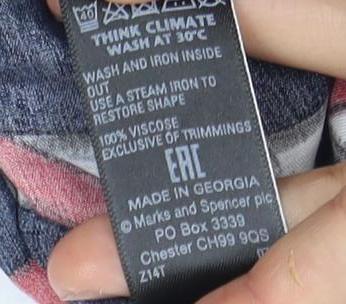 40
THINK CLIMATE
WASH AT 30°C
WASH AND IRON INSIDE
OUT
USE A STEAM IRON TO
RESTORE SHAPE
100% VISCOSE
EXCLUSIVE OF TRIMMINGS
EAC
MADE IN GEORGIA
© Marks and Spencer plc
PO Box 3339
Chester CH99 9QS
Z14T